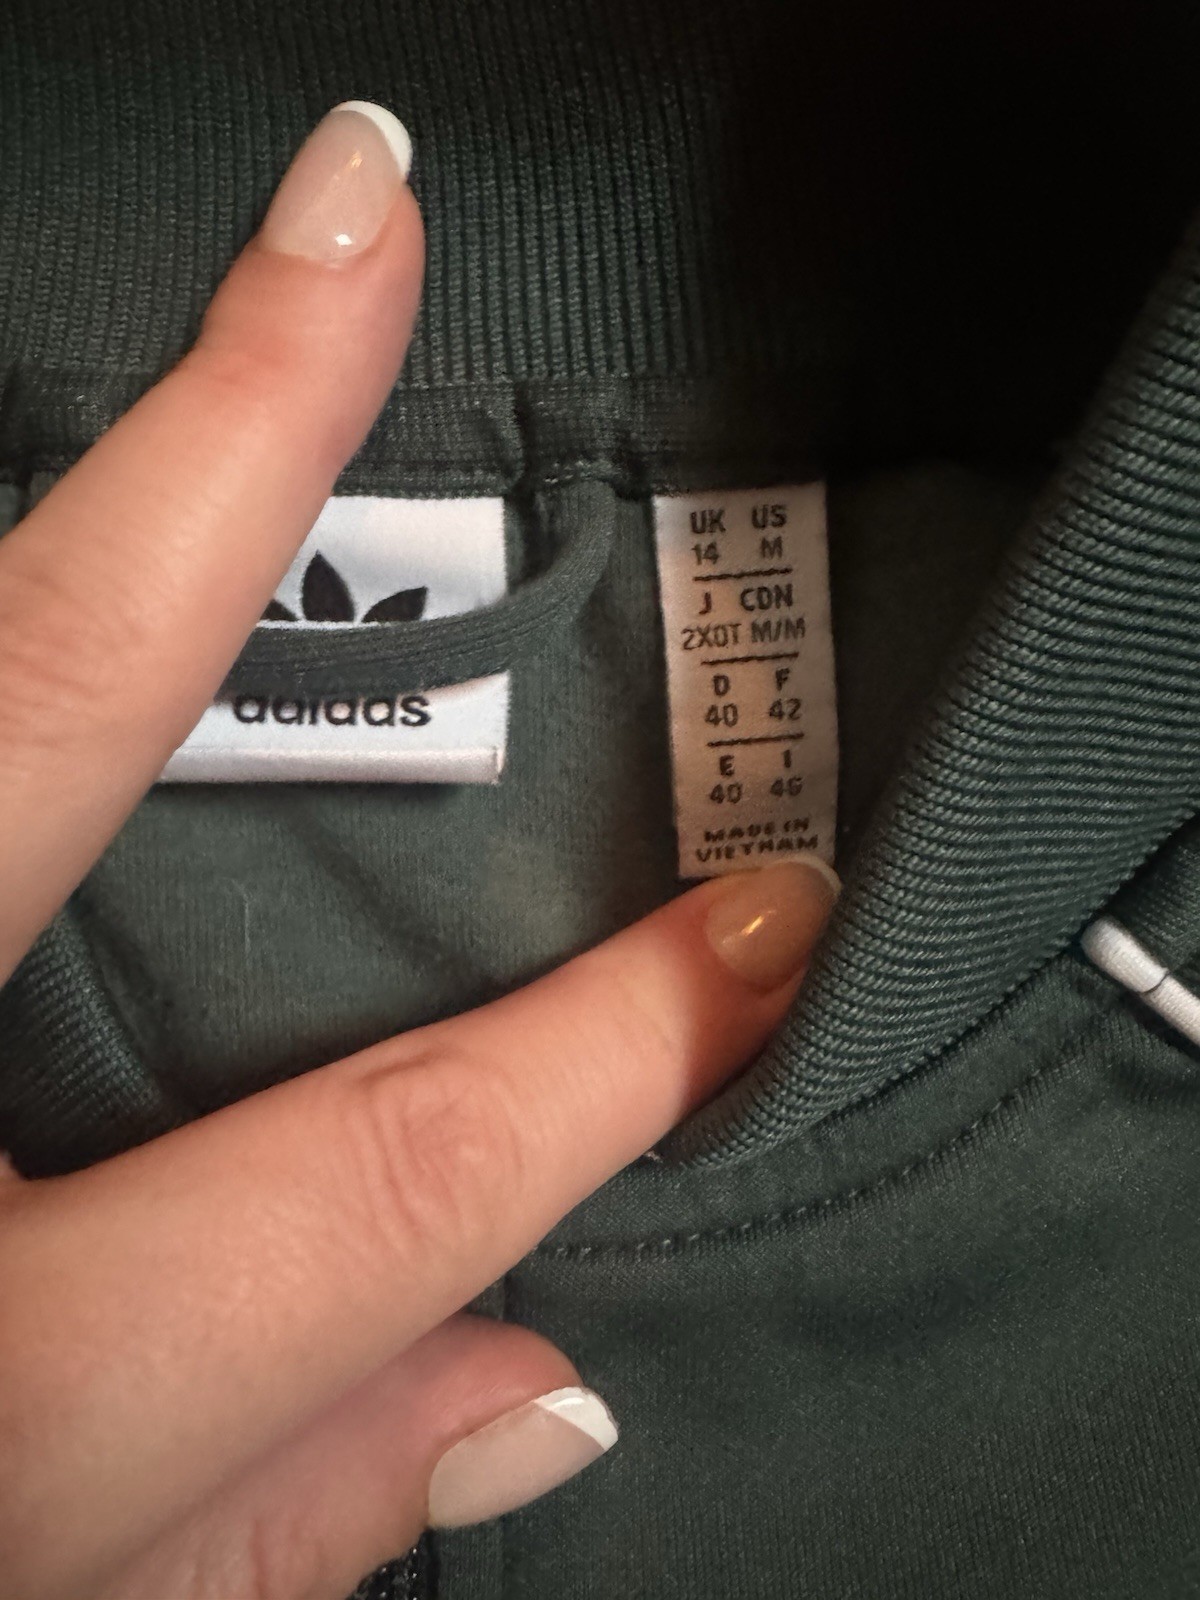 adidas
UK US
14 M
J CDN
2XOT M/M
D F
40 42
E I
40 46
MADE IN
VIETNAM